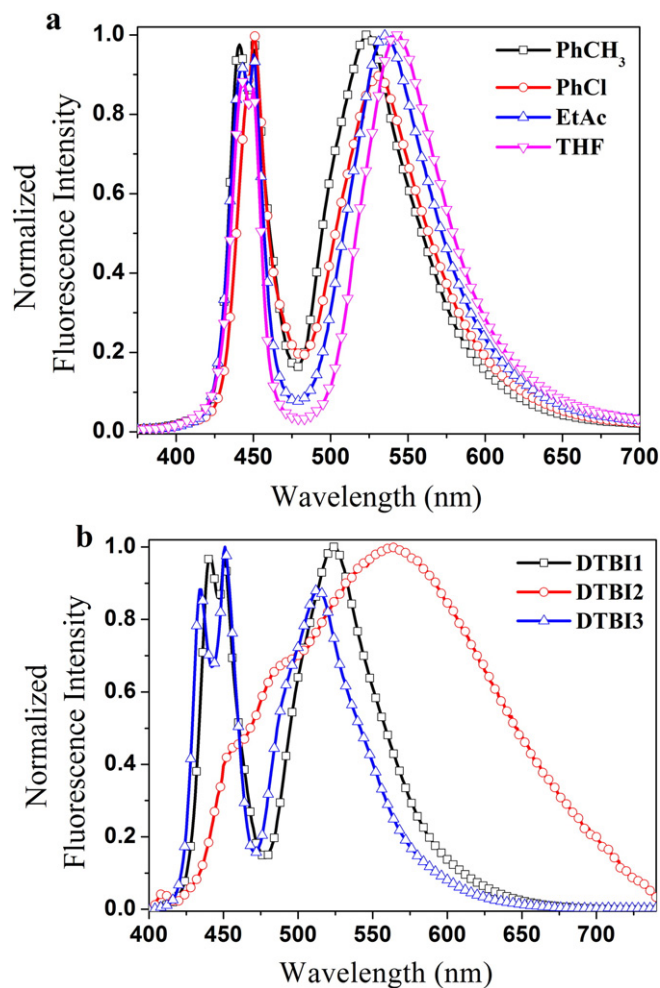 a
PhCH₃
PhCl
EtAc
THF
Normalized
Fluorescence Intensity
1.0
0.8
0.6
0.4
0.2
0.0
400 450 500 550 600 650 700
Wavelength (nm)
b
DTBI1
DTBI2
DTBI3
Normalized
Fluorescence Intensity
1.0
0.8
0.6
0.4
0.2
0.0
400 450 500 550 600 650 700
Wavelength (nm)